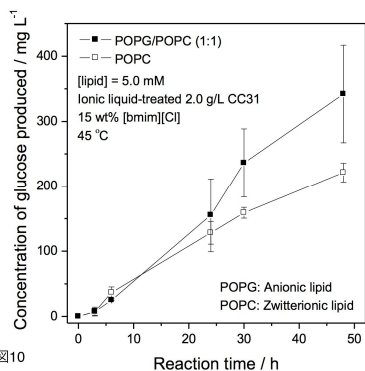 Concentration of glucose produced / mg L⁻¹
400
300
200
100
0
POPG/POPC (1:1)
POPC
[lipid] = 5.0 mM
Ionic liquid-treated 2.0 g/L CC31
15 wt% [bmim][Cl]
45 °C
POPG: Anionic lipid
POPC: Zwitterionic lipid
0 10 20 30 40 50
Reaction time / h
図10